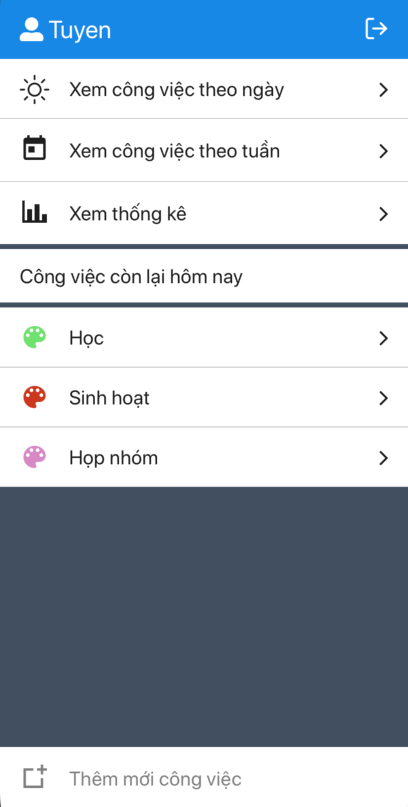 Tuyen
Xem công việc theo ngày
Xem công việc theo tuần
Xem thống kê
Công việc còn lại hôm nay
Học
Sinh hoạt
Họp nhóm
Thêm mới công việc